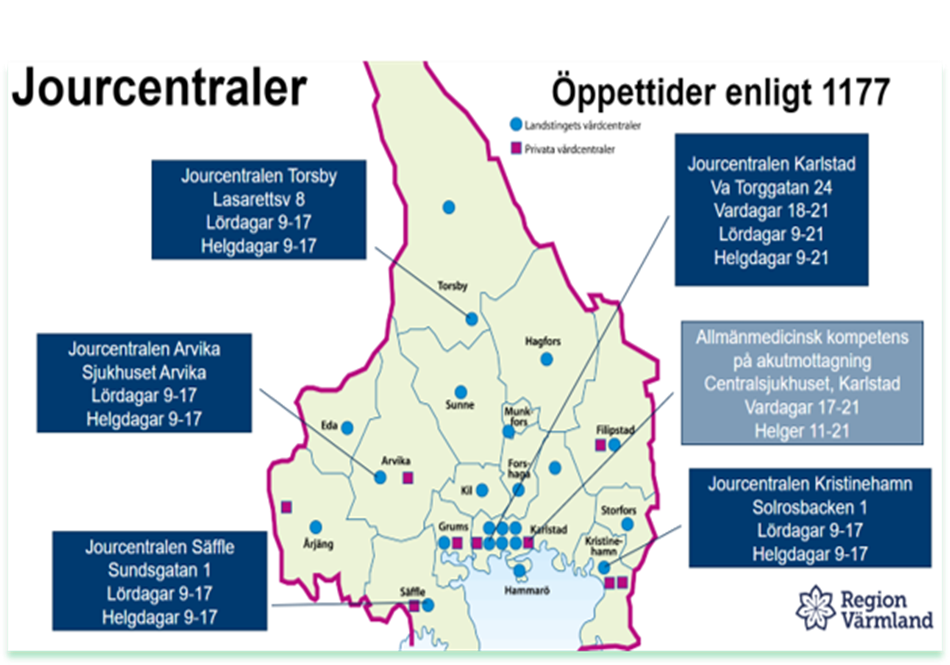 Jourcentraler
Öppettider enligt 1177
Landstingets vårdcentraler
Privata vårdcentraler
Jourcentralen Torsby
Lasarettsv 8
Lördagar 9-17
Helgdagar 9-17
Jourcentralen Karlstad
Va Torggatan 24
Vardagar 18-21
Lördagar 9-21
Helgdagar 9-21
Jourcentralen Arvika
Sjukhuset Arvika
Lördagar 9-17
Helgdagar 9-17
Allmänmedicinsk kompetens
på akutmottagning
Centralsjukhuset, Karlstad
Vardagar 17-21
Helger 11-21
Jourcentralen Kristinehamn
Solrosbacken 1
Lördagar 9-17
Helgdagar 9-17
Jourcentralen Säffle
Sundsgatan 1
Lördagar 9-17
Helgdagar 9-17
Torsby
Hagfors
Sunne
Munk-
fors
Eda
Filipstad
Arvika
Fors-
haga
Kil
Storfors
Grums
Karlstad
Kristine-
hamn
Årjäng
Säffle
Hammarö
Region
Värmland